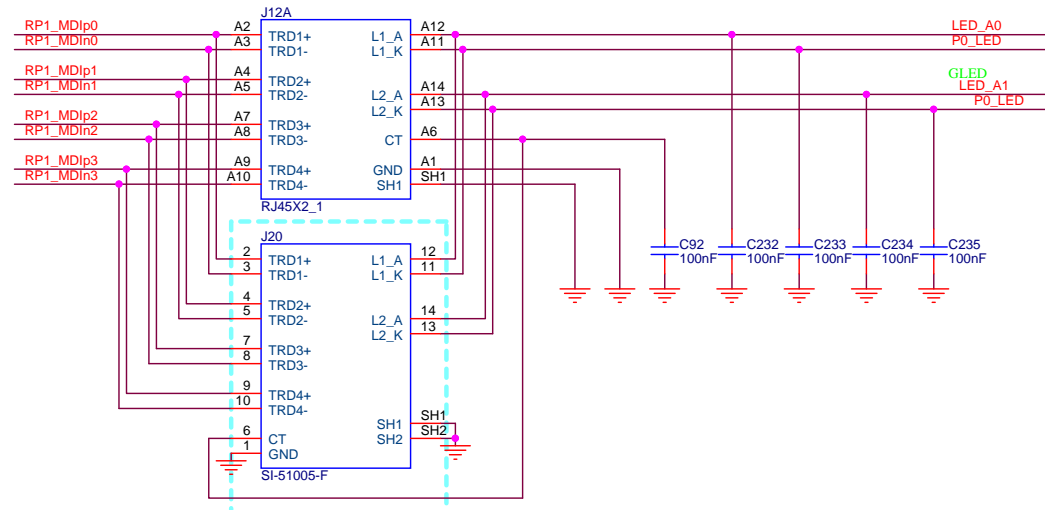 J12A
RP1_MDIp0 A2 TRD1+ L1_A A12 LED_A0
RP1_MDIn0 A3 TRD1- L1_K A11 P0_LED
GLED
RP1_MDIp1 A4 TRD2+ L2_A A14 LED_A1
RP1_MDIn1 A5 TRD2- L2_K A13 P0_LED
RP1_MDIp2 A7 TRD3+
RP1_MDIn2 A8 TRD3- CT A6
RP1_MDIp3 A9 TRD4+ GND A1
RP1_MDIn3 A10 TRD4- SH1 SH1
RJ45X2_1
J20
2 TRD1+ L1_A 12
3 TRD1- L1_K 11
C92 C232 C233 C234 C235
100nF 100nF 100nF 100nF 100nF
4 TRD2+ L2_A 14
5 TRD2- L2_K 13
7 TRD3+
8 TRD3-
9 TRD4+
10 TRD4-
SH1 SH1
6 CT SH2 SH2
1 GND
SI-51005-F